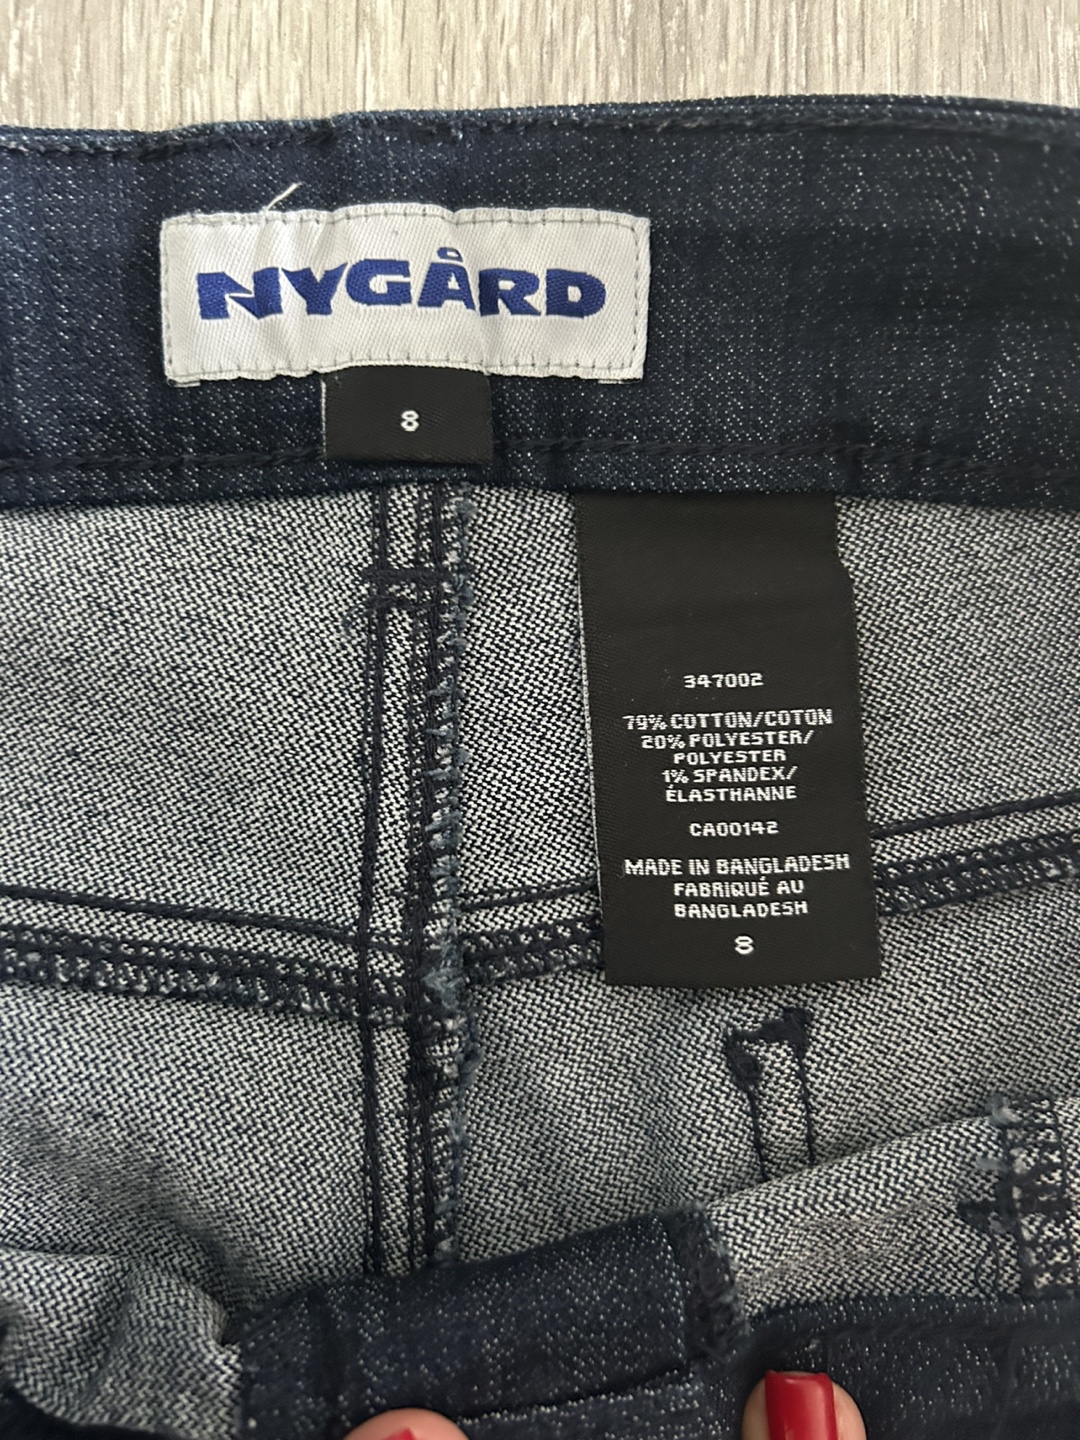 NYGÅRD
8
347002
79% COTTON/COTON
20% POLYESTER/
POLYESTER
1% SPANDEX/
ÉLASTHANNE
CA00142
MADE IN BANGLADESH
FABRIQUÉ AU
BANGLADESH
8